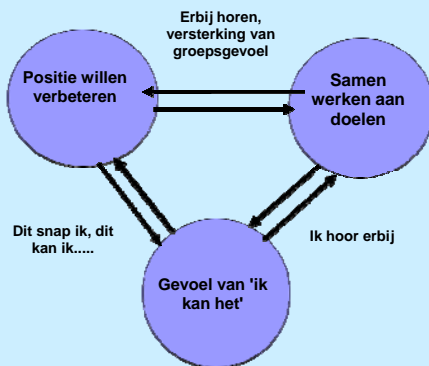 Erbij horen,
versterking van
groepsgevoel
Positie willen
verbeteren
Samen
werken aan
doelen
Dit snap ik, dit
kan ik.....
Ik hoor erbij
Gevoel van 'ik
kan het'